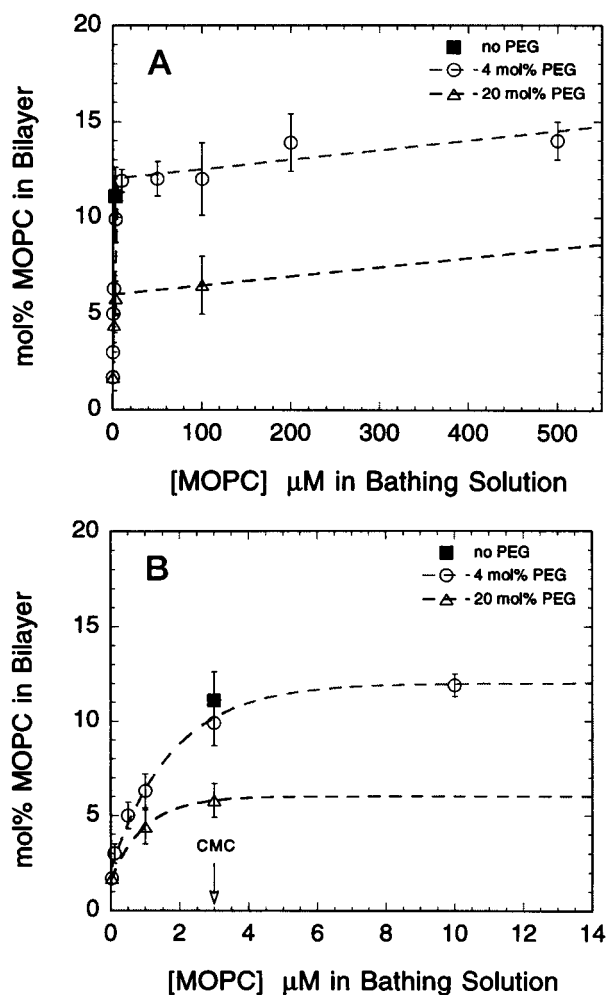 A
no PEG
4 mol% PEG
20 mol% PEG
20
15
10
5
0
mol% MOPC in Bilayer
0 100 200 300 400 500
[MOPC] μM in Bathing Solution
B
no PEG
4 mol% PEG
20 mol% PEG
20
15
10
5
0
mol% MOPC in Bilayer
CMC
0 2 4 6 8 10 12 14
[MOPC] μM in Bathing Solution